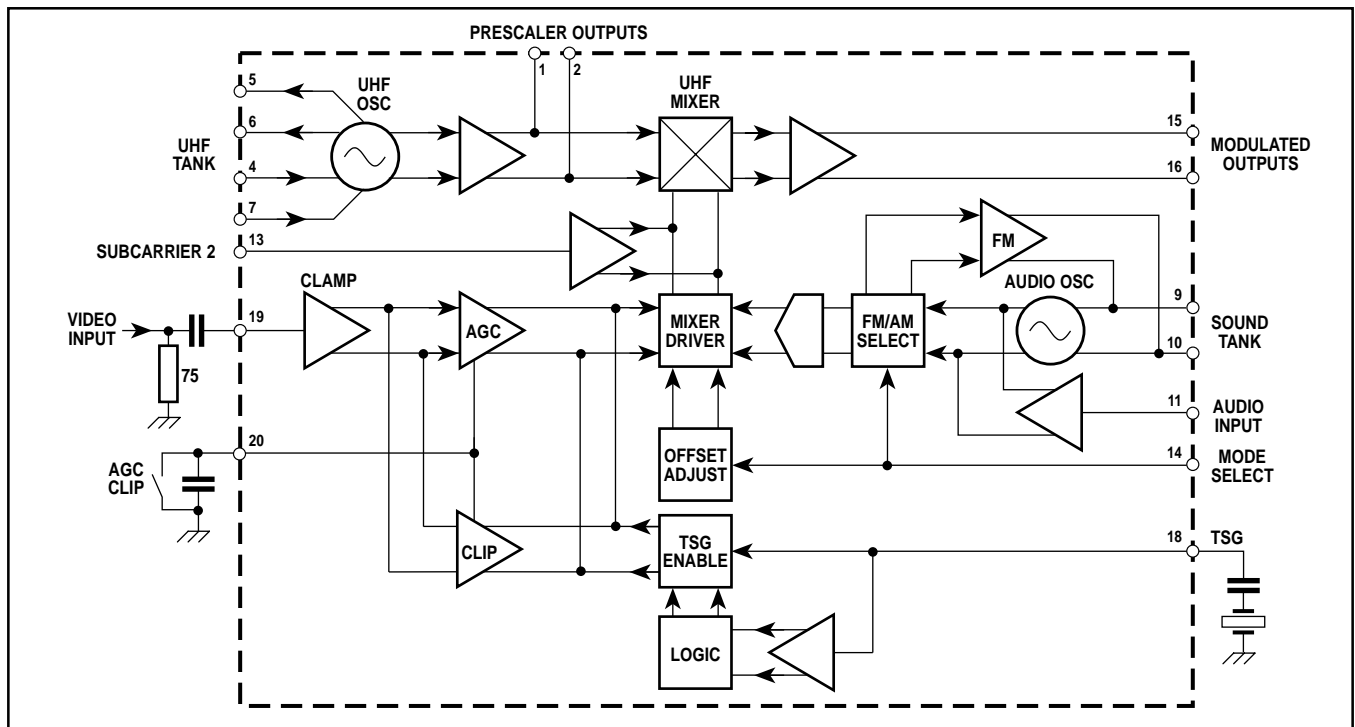 PRESCALER OUTPUTS
1
2
5
UHF
OSC
UHF
MIXER
6
15
UHF
TANK
MODULATED
OUTPUTS
4
16
7
SUBCARRIER 2
13
FM
CLAMP
AUDIO OSC
9
VIDEO
INPUT
19
AGC
MIXER
DRIVER
FM/AM
SELECT
SOUND
TANK
10
75
11
AUDIO
INPUT
20
AGC
CLIP
OFFSET
ADJUST
14
MODE
SELECT
CLIP
TSG
ENABLE
18
TSG
LOGIC